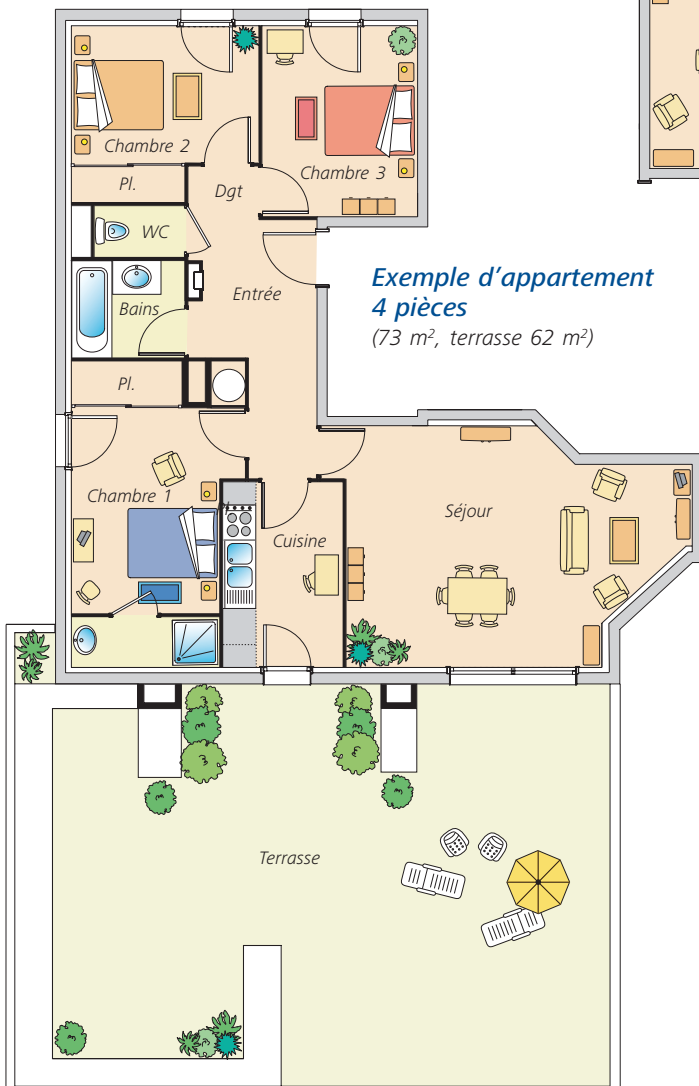 Chambre 2
Chambre 3
Pl.
Dgt
WC
Exemple d'appartement
4 pièces
(73 m², terrasse 62 m²)
Entrée
Bains
Pl.
Chambre 1
Séjour
Cuisine
Terrasse